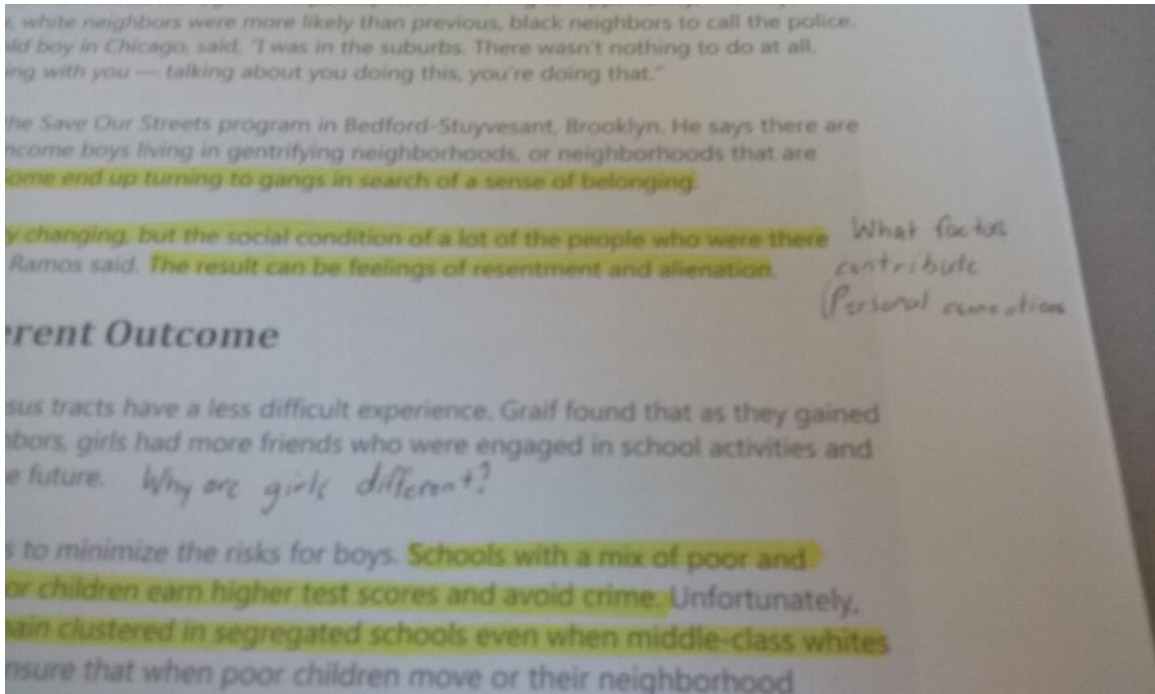 , white neighbors were more likely than previous, black neighbors to call the police.
ld boy in Chicago, said, "I was in the suburbs. There wasn't nothing to do at all.
ing with you — talking about you doing this, you're doing that."
he Save Our Streets program in Bedford-Stuyvesant, Brooklyn. He says there are
ncome boys living in gentrifying neighborhoods, or neighborhoods that are
ome end up turning to gangs in search of a sense of belonging.
y changing, but the social condition of a lot of the people who were there What factors
Ramos said. The result can be feelings of resentment and alienation. contribute
Personal connections
erent Outcome
sus tracts have a less difficult experience. Graif found that as they gained
hbors, girls had more friends who were engaged in school activities and
e future. Why are girls different?
s to minimize the risks for boys. Schools with a mix of poor and
or children earn higher test scores and avoid crime. Unfortunately,
ain clustered in segregated schools even when middle-class whites
nsure that when poor children move or their neighborhood